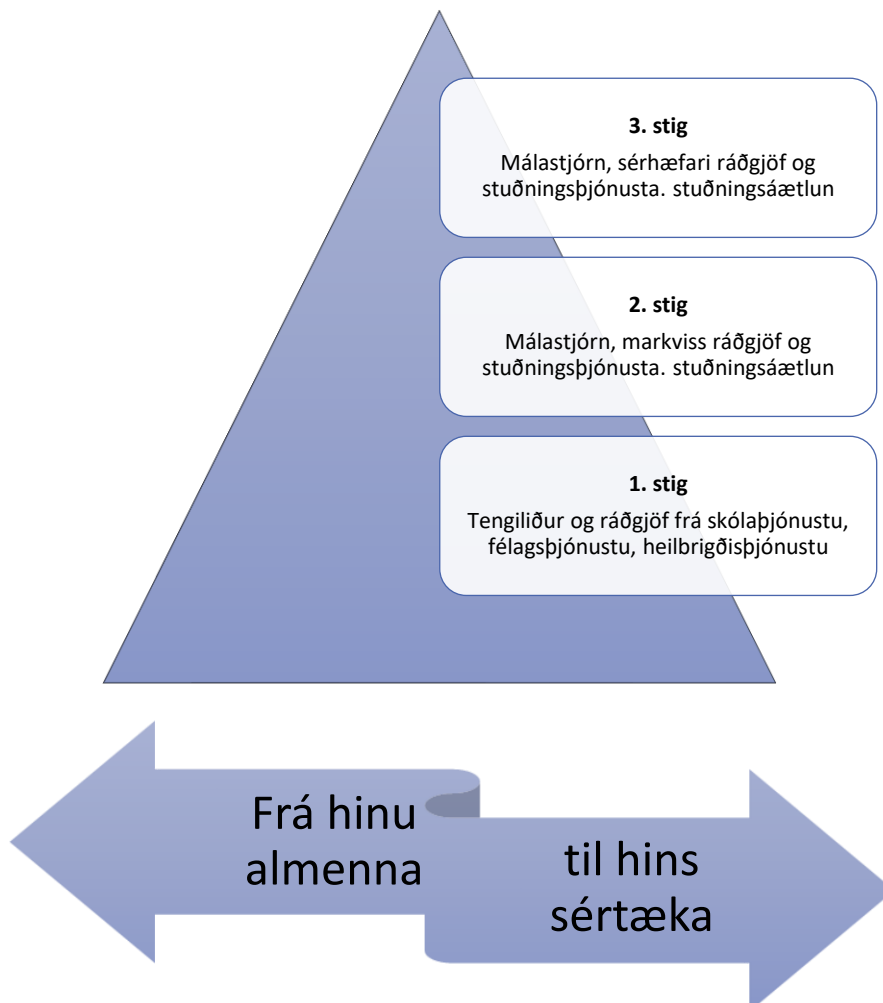 3. stig
Málastjórn, sérhæfari ráðgjöf og
stuðningsþjónusta. stuðningsáætlun
2. stig
Málastjórn, markviss ráðgjöf og
stuðningsþjónusta. stuðningsáætlun
1. stig
Tengiliður og ráðgjöf frá skólaþjónustu,
félagsþjónustu, heilbrigðisþjónustu
Frá hinu
almenna
til hins
sértæka